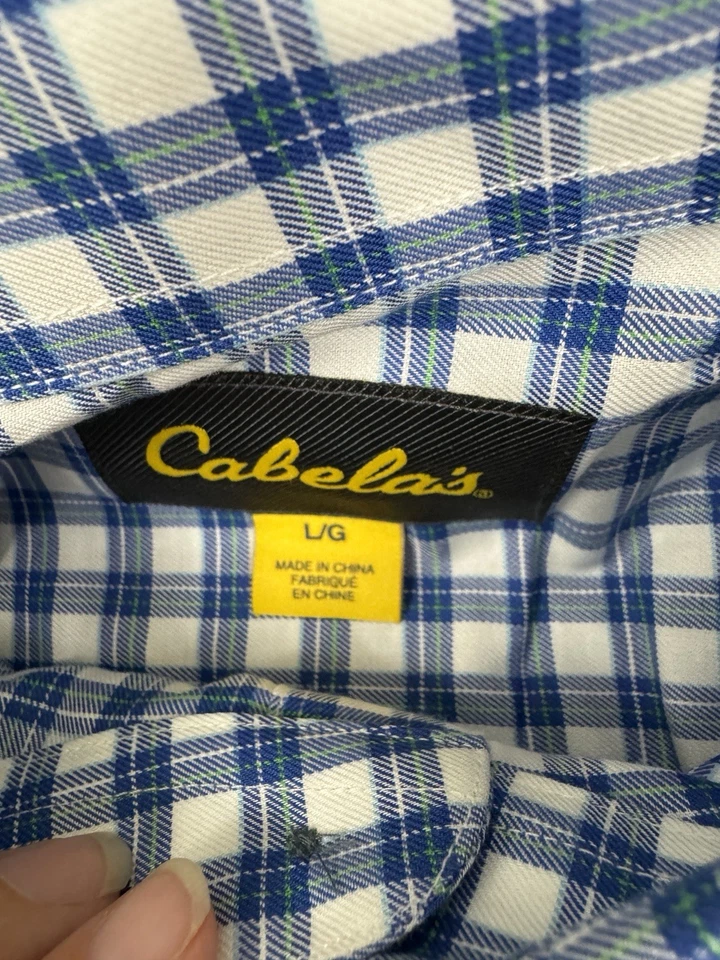 Cabela's
L/G
MADE IN CHINA
FABRIQUÉ
EN CHINE